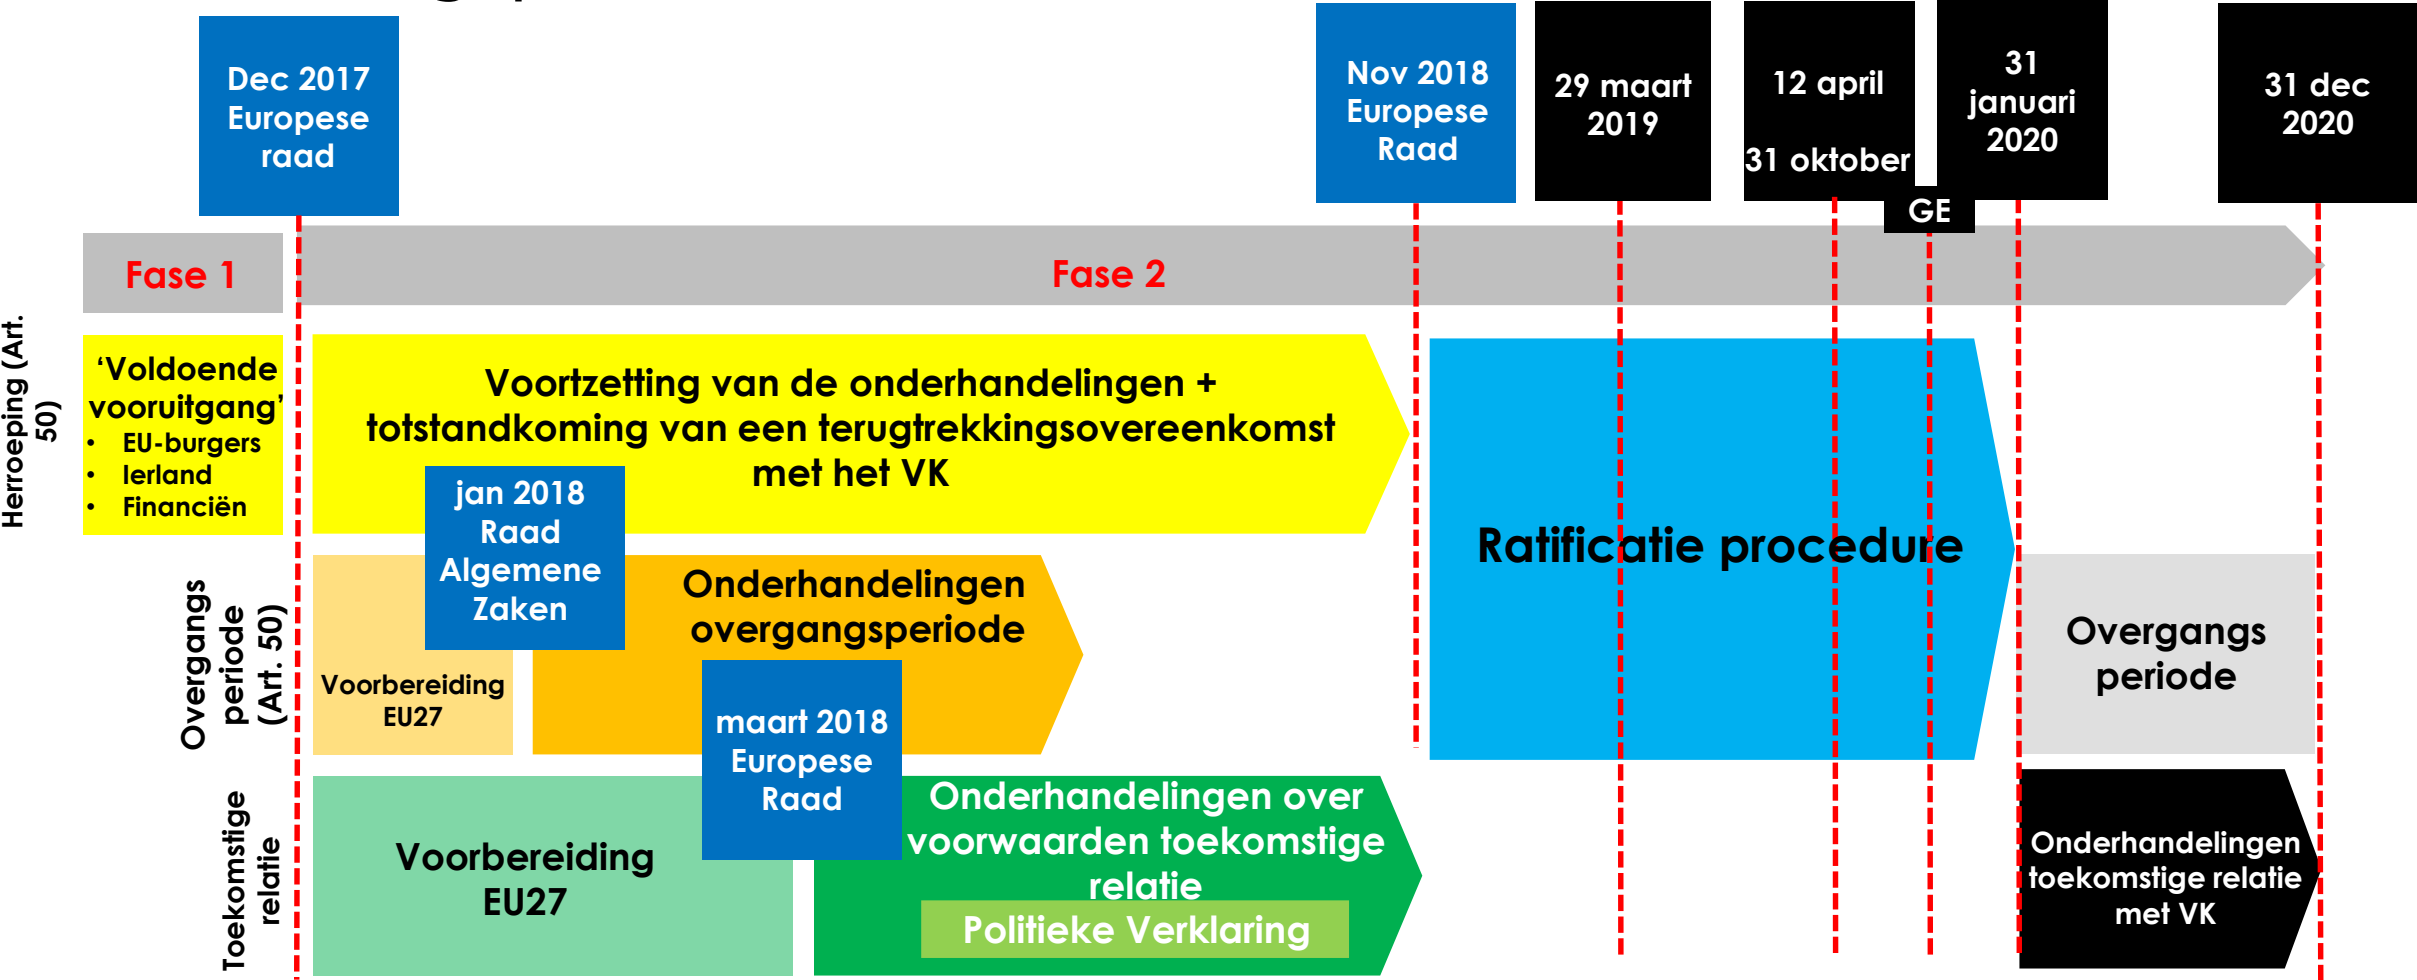 Dec 2017
Europese
raad
Nov 2018
Europese
Raad
29 maart
2019
12 april
31 oktober
GE
31
januari
2020
31 dec
2020
Fase 1
Fase 2
Herroeping (Art.
50)
‘Voldoende
vooruitgang’
• EU-burgers
• Ierland
• Financiën
Voortzetting van de onderhandelingen +
totstandkoming van een terugtrekkingsovereenkomst
met het VK
jan 2018
Raad
Algemene
Zaken
Ratificatie procedure
Overgangs
periode
(Art. 50)
Voorbereiding
EU27
Onderhandelingen
overgangsperiode
Overgangs
periode
maart 2018
Europese
Raad
Toekomstige
relatie
Voorbereiding
EU27
Onderhandelingen over
voorwaarden toekomstige
relatie
Politieke Verklaring
Onderhandelingen
toekomstige relatie
met VK